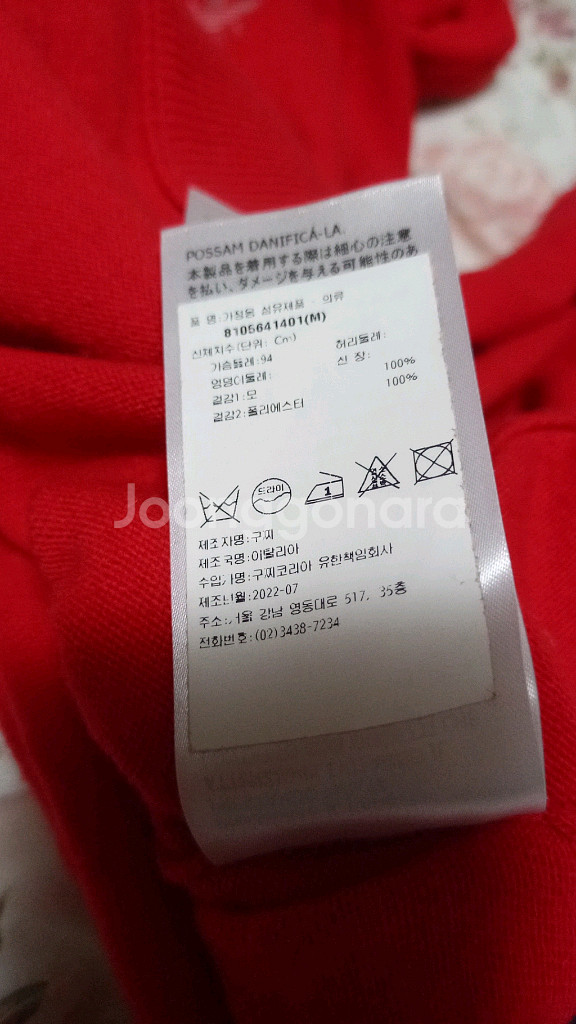 POSSAM DANIFICÁ-LA.
本製品を着用する際は細心の注意
を払い、ダメージを与える可能性のあ
품 명:가정용 섬유제품 - 의류
8105641401(M)
신체치수(단위: Cm)
가슴둘레:94 허리둘레:
엉덩이둘레: 신 장:
겉감1:모 100%
겉감2:폴리에스터 100%
드라이
1
Joonggonara
제조자명:구찌
제조국명:이탈리아
수입자명:구찌코리아 유한책임회사
제조년월:2022-07
주소:서울 강남 영동대로 517, 35층
전화번호:(02)3438-7234